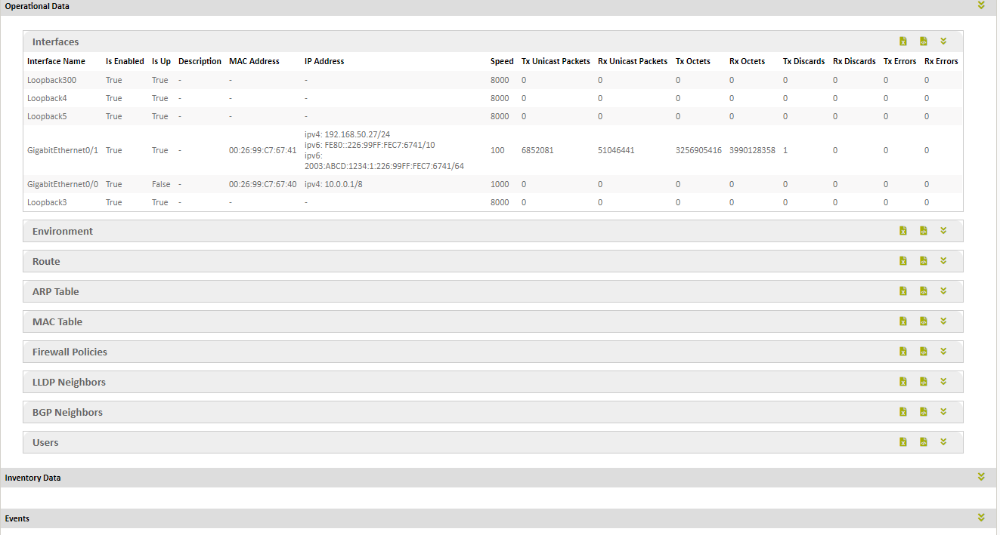 Operational Data
Interfaces
Interface Name Is Enabled Is Up Description MAC Address IP Address Speed Tx Unicast Packets Rx Unicast Packets Tx Octets Rx Octets Tx Discards Rx Discards Tx Errors Rx Errors
Loopback300 True True - - - 8000 0 0 0 0 0 0 0 0
Loopback4 True True - - - 8000 0 0 0 0 0 0 0 0
Loopback5 True True - - - 8000 0 0 0 0 0 0 0 0
ipv4: 192.168.50.27/24
ipv6: FE80::226:99FF:FEC7:6741/10
GigabitEthernet0/1 True True - 00:26:99:C7:67:41 100 6852081 51046441 3256905416 3990128358 1 0 0 0
ipv6:
2003:ABCD:1234:1:226:99FF:FEC7:6741/64
GigabitEthernet0/0 True False - 00:26:99:C7:67:40 ipv4: 10.0.0.1/8 1000 0 0 0 0 0 0 0 0
Loopback3 True True - - - 8000 0 0 0 0 0 0 0 0
Environment
Route
ARP Table
MAC Table
Firewall Policies
LLDP Neighbors
BGP Neighbors
Users
Inventory Data
Events